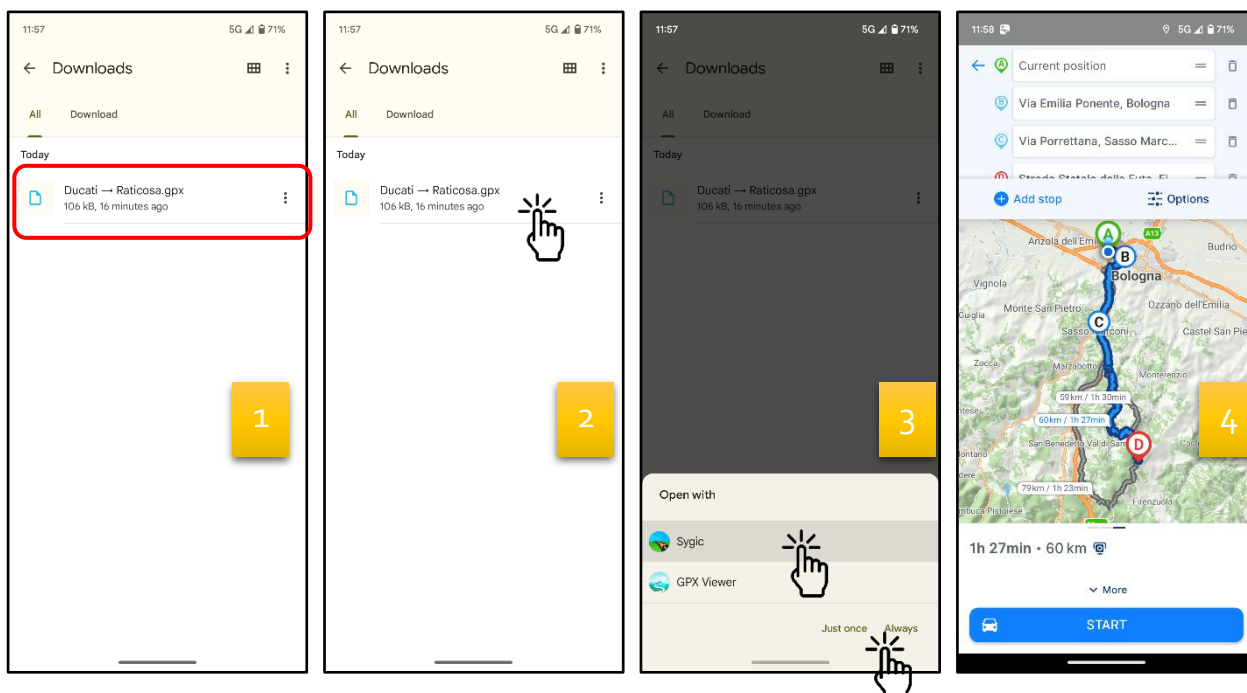 11:57 5G 71%
Downloads
All Download
Today
Ducati → Raticosa.gpx
106 kB, 16 minutes ago
1
11:57 5G 71%
Downloads
All Download
Today
Ducati → Raticosa.gpx
106 kB, 16 minutes ago
2
11:57 5G 71%
Downloads
All Download
Today
Ducati → Raticosa.gpx
106 kB, 16 minutes ago
3
Open with
Sygic
GPX Viewer
Just once Always
11:58 5G 71%
A Current position
B Via Emilia Ponente, Bologna
C Via Porrettana, Sasso Marc...
Add stop Options
Anzola dell'Emi A A13 Budrio
B
Bologna
Vignola
Monte San Pietro Ozzano dell'Emilia
Guiglia
C
Sasso Marconi Castel San Pie
Zocca
Marzabotto Monterenzio
59 km / 1h 30min
60 km / 1h 27min
4
San Benedetto Val di Sam D
79 km / 1h 23min
Firenzuola
Pistoiese
1h 27min • 60 km
More
START